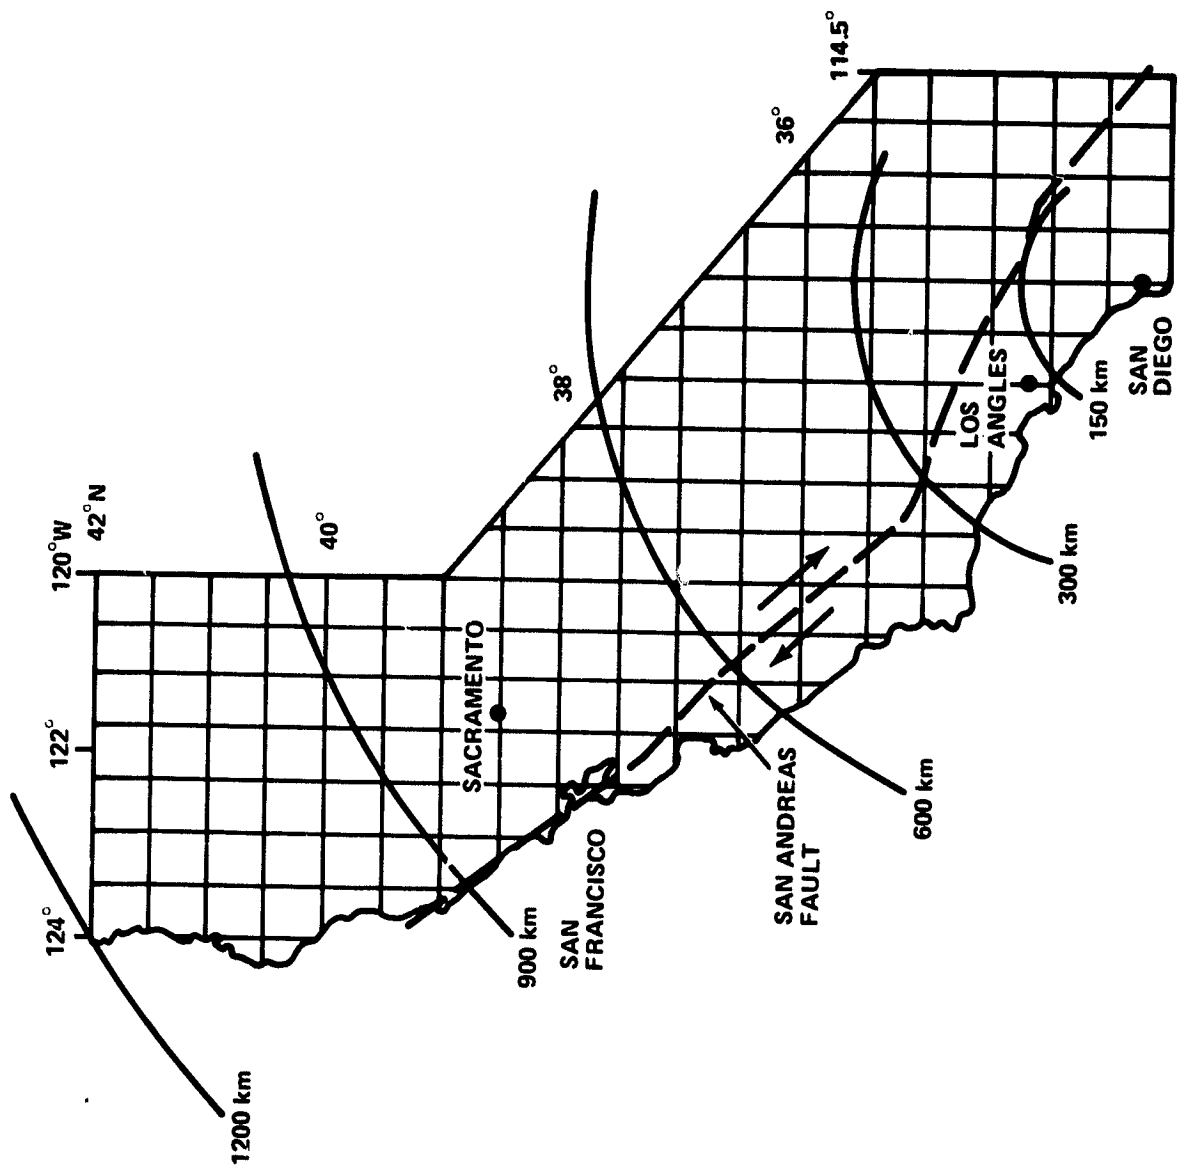 120°W
42°N
122°
124°
40°
38°
36°
114.5°
SACRAMENTO
SAN
FRANCISCO
SAN ANDREAS
FAULT
LOS
ANGLES
SAN
DIEGO
150 km
300 km
600 km
900 km
1200 km